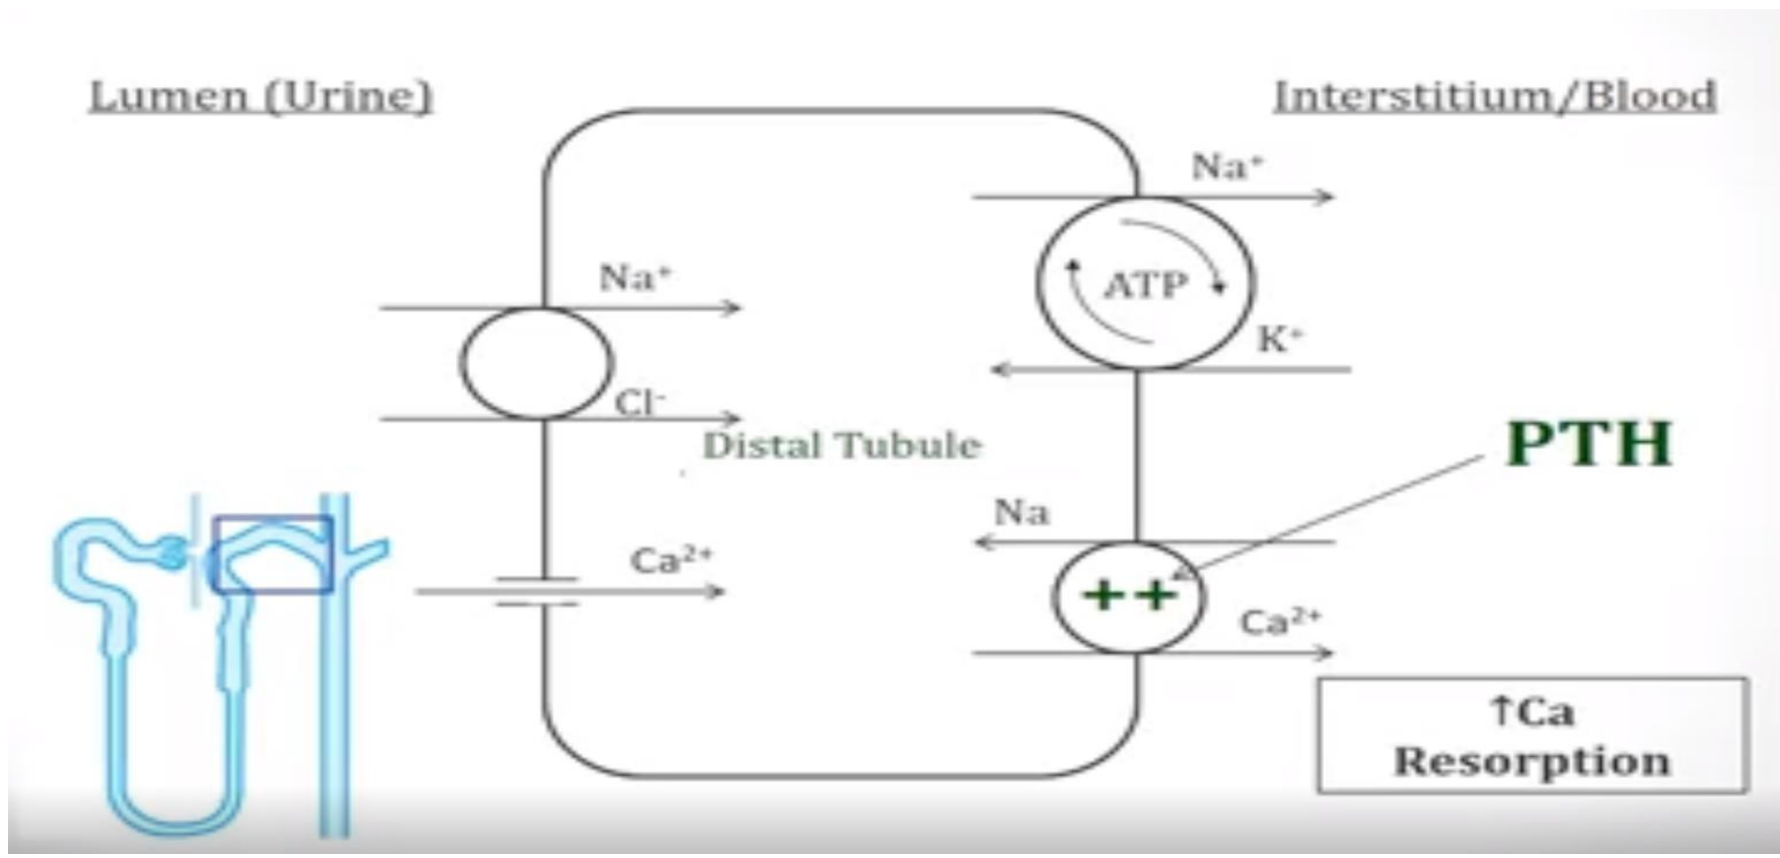 Lumen (Urine)
Interstitium/Blood
Na⁺
Na⁺
ATP
K⁺
Cl⁻
Distal Tubule
PTH
Na
Ca²⁺
++
Ca²⁺
↑Ca
Resorption